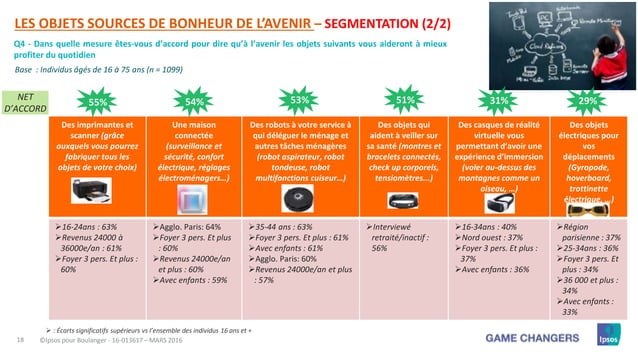 LES OBJETS SOURCES DE BONHEUR DE L'AVENIR – SEGMENTATION (2/2)
Q4 - Dans quelle mesure êtes-vous d'accord pour dire qu'à l'avenir les objets suivants vous aideront à mieux
profiter du quotidien
Base : Individus âgés de 16 à 75 ans (n = 1099)
NET
D'ACCORD
55%
54%
53%
51%
31%
29%
Des imprimantes et
scanner (grâce
auxquels vous pourrez
fabriquer tous les
objets de votre choix)
Une maison
connectée
(surveillance et
sécurité, confort
électrique, réglages
électroménagers...)
Des robots à votre service à
qui déléguer le ménage et
autres tâches ménagères
(robot aspirateur, robot
tondeuse, robot
multifonctions cuiseur...)
Des objets qui
aident à veiller sur
sa santé (montres et
bracelets connectés,
check up corporels,
tensiomètres...)
Des casques de réalité
virtuelle vous
permettant d'avoir une
expérience d'immersion
(voler au-dessus des
montagnes comme un
oiseau, ...)
Des objets
électriques pour
vos
déplacements
(Gyropode,
hoverboard,
trottinette
électrique, ...)
➢16-24ans : 63%
➢Revenus 24000 à
36000e/an : 61%
➢Foyer 3 pers. Et plus :
60%
➢Agglo. Paris: 64%
➢Foyer 3 pers. Et plus
: 60%
➢Revenus 24000e/an
et plus : 60%
➢Avec enfants : 59%
➢35-44 ans : 63%
➢Foyer 3 pers. Et plus : 61%
➢Avec enfants : 61%
➢Agglo. Paris: 60%
➢Revenus 24000e/an et plus
: 57%
➢Interviewé
retraité/inactif :
56%
➢16-34ans : 40%
➢Nord ouest : 37%
➢Foyer 3 pers. Et plus :
37%
➢Avec enfants : 36%
➢Région
parisienne : 37%
➢25-34ans : 36%
➢Foyer 3 pers. Et
plus : 34%
➢36 000 et plus :
34%
➢Avec enfants :
33%
➢ : Écarts significatifs supérieurs vs l'ensemble des individus 16 ans et +
18
©Ipsos pour Boulanger - 16-013617 – MARS 2016
GAME CHANGERS
Ipsos